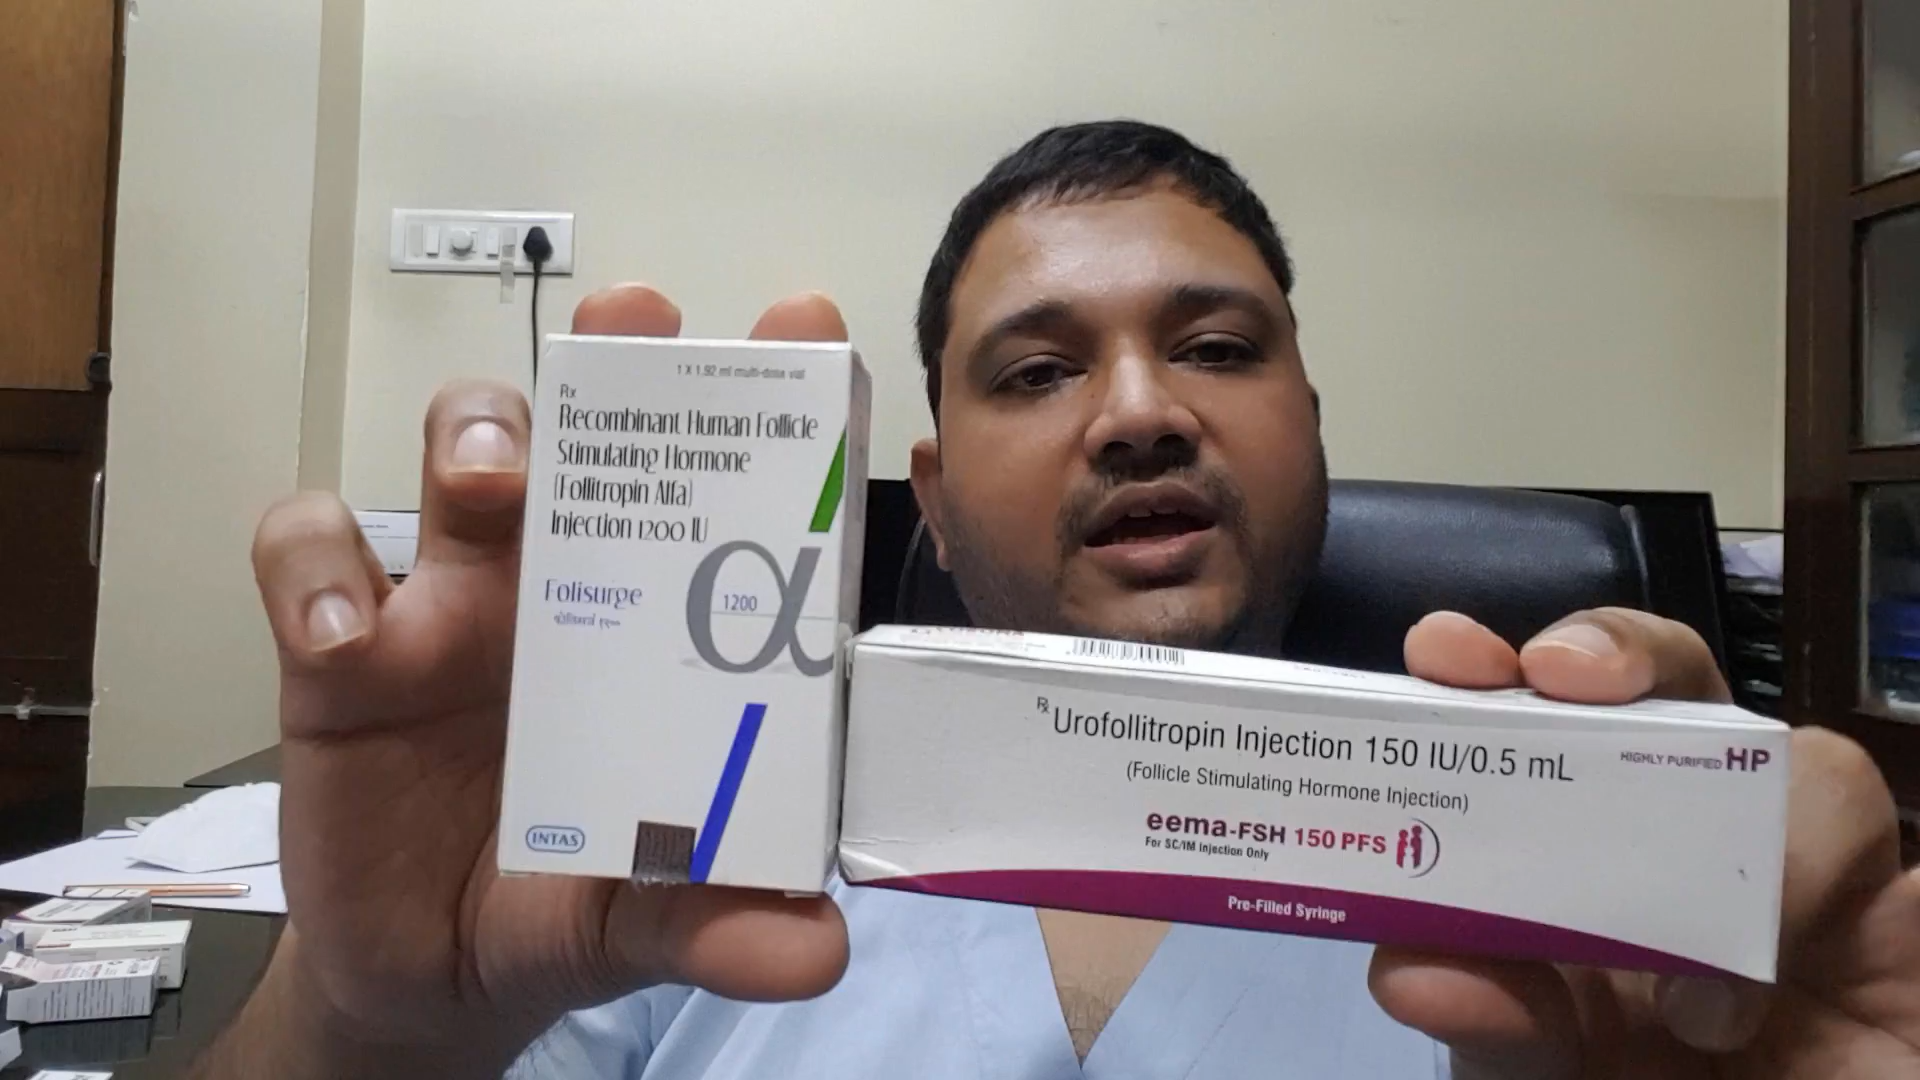 1 X 1.92 ml multi-dose vial
Rx
Recombinant Human Follicle
Stimulating Hormone
(Follitropin Alfa)
Injection 1200 IU
Folisurge
α
1200
INTAS
Rx
Urofollitropin Injection 150 IU/0.5 mL
HIGHLY PURIFIED HP
(Follicle Stimulating Hormone Injection)
eema-FSH 150 PFS
For SC/IM Injection Only
Pre-Filled Syringe